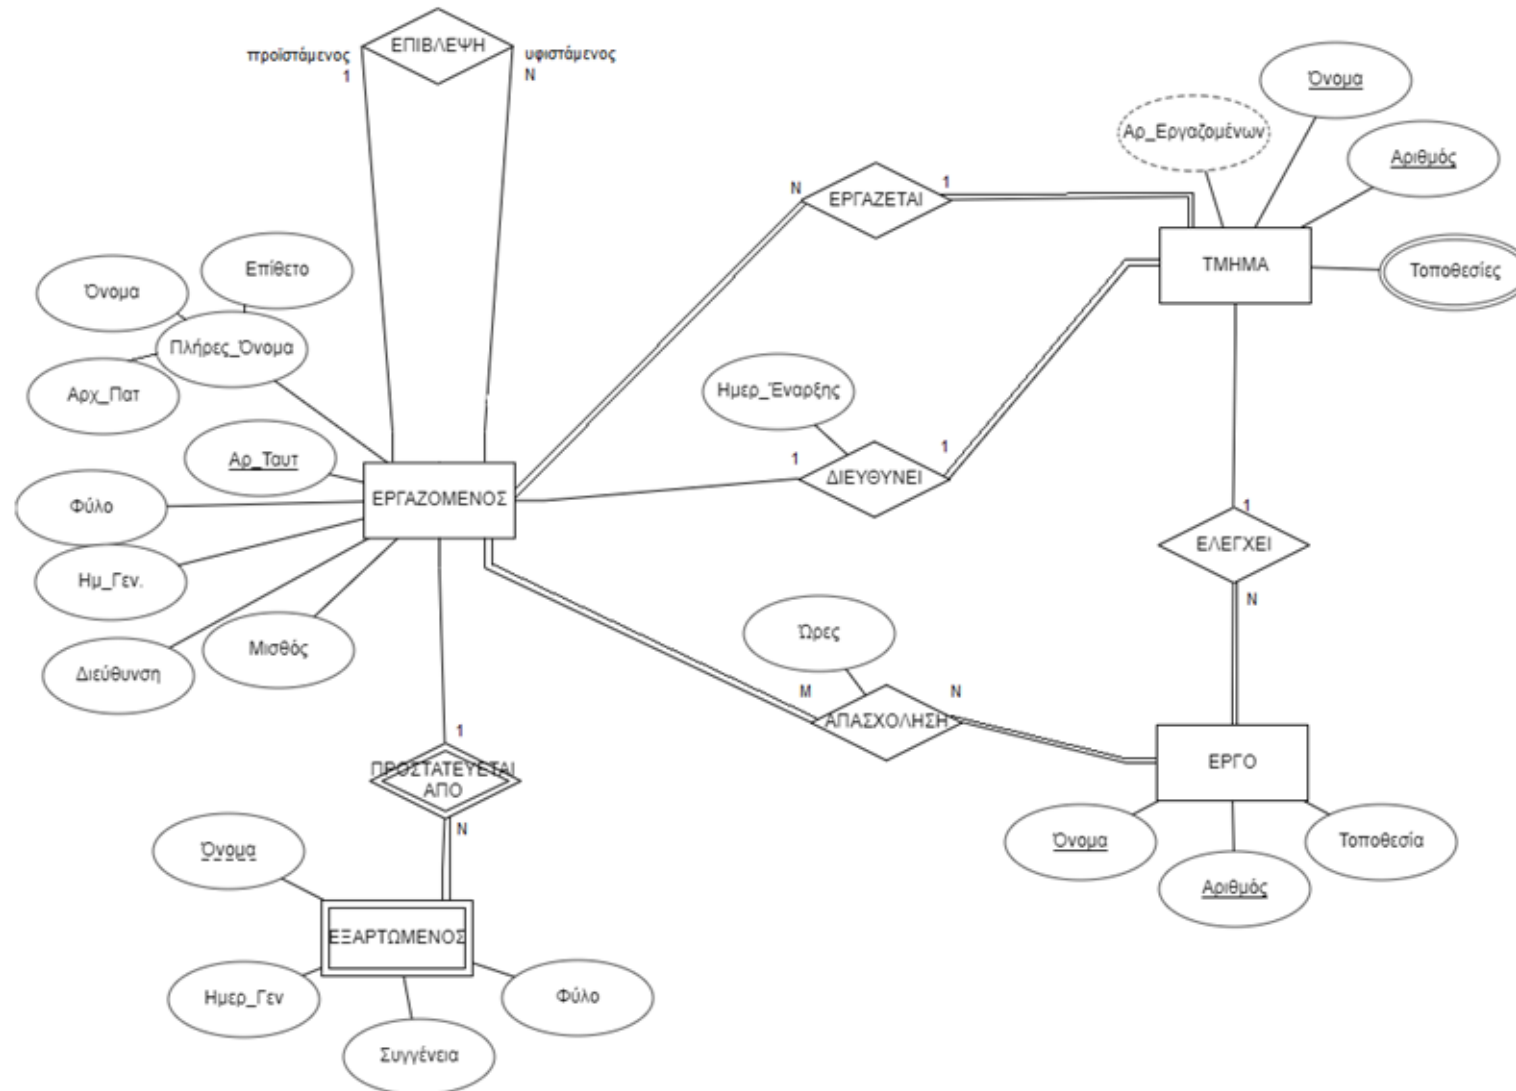 ΕΠΙΒΛΕΨΗ
προϊστάμενος
1
υφιστάμενος
N
Όνομα
Αρ_Εργαζομένων
Αριθμός
N
ΕΡΓΑΖΕΤΑΙ
1
ΤΜΗΜΑ
Τοποθεσίες
Επίθετο
Όνομα
Πλήρες_Όνομα
Αρχ_Πατ
Ημερ_Έναρξης
Αρ_Ταυτ
1
ΔΙΕΥΘΥΝΕΙ
1
ΕΡΓΑΖΟΜΕΝΟΣ
Φύλο
1
ΕΛΕΓΧΕΙ
N
Ημ_Γεν.
Μισθός
Διεύθυνση
Ώρες
M
ΑΠΑΣΧΟΛΗΣΗ
N
1
ΠΡΟΣΤΑΤΕΥΕΤΑΙ
ΑΠΟ
N
ΕΡΓΟ
Όνομα
Αριθμός
Τοποθεσία
Όνομα
ΕΞΑΡΤΩΜΕΝΟΣ
Ημερ_Γεν
Φύλο
Συγγένεια